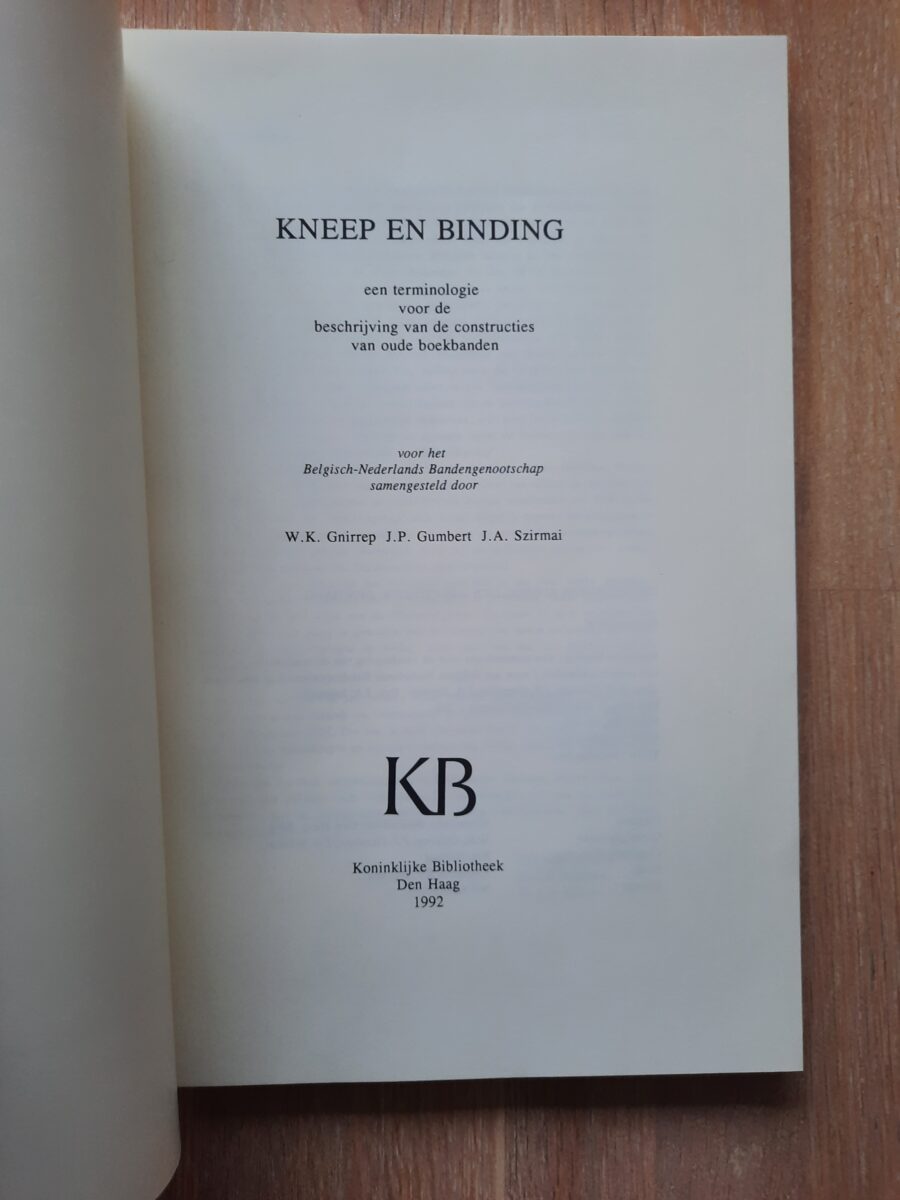 KNEEP EN BINDING
een terminologie
voor de
beschrijving van de constructies
van oude boekbanden
voor het
Belgisch-Nederlands Bandengenootschap
samengesteld door
W.K. Gnirrep J.P. Gumbert J.A. Szirmai
KB
Koninklijke Bibliotheek
Den Haag
1992